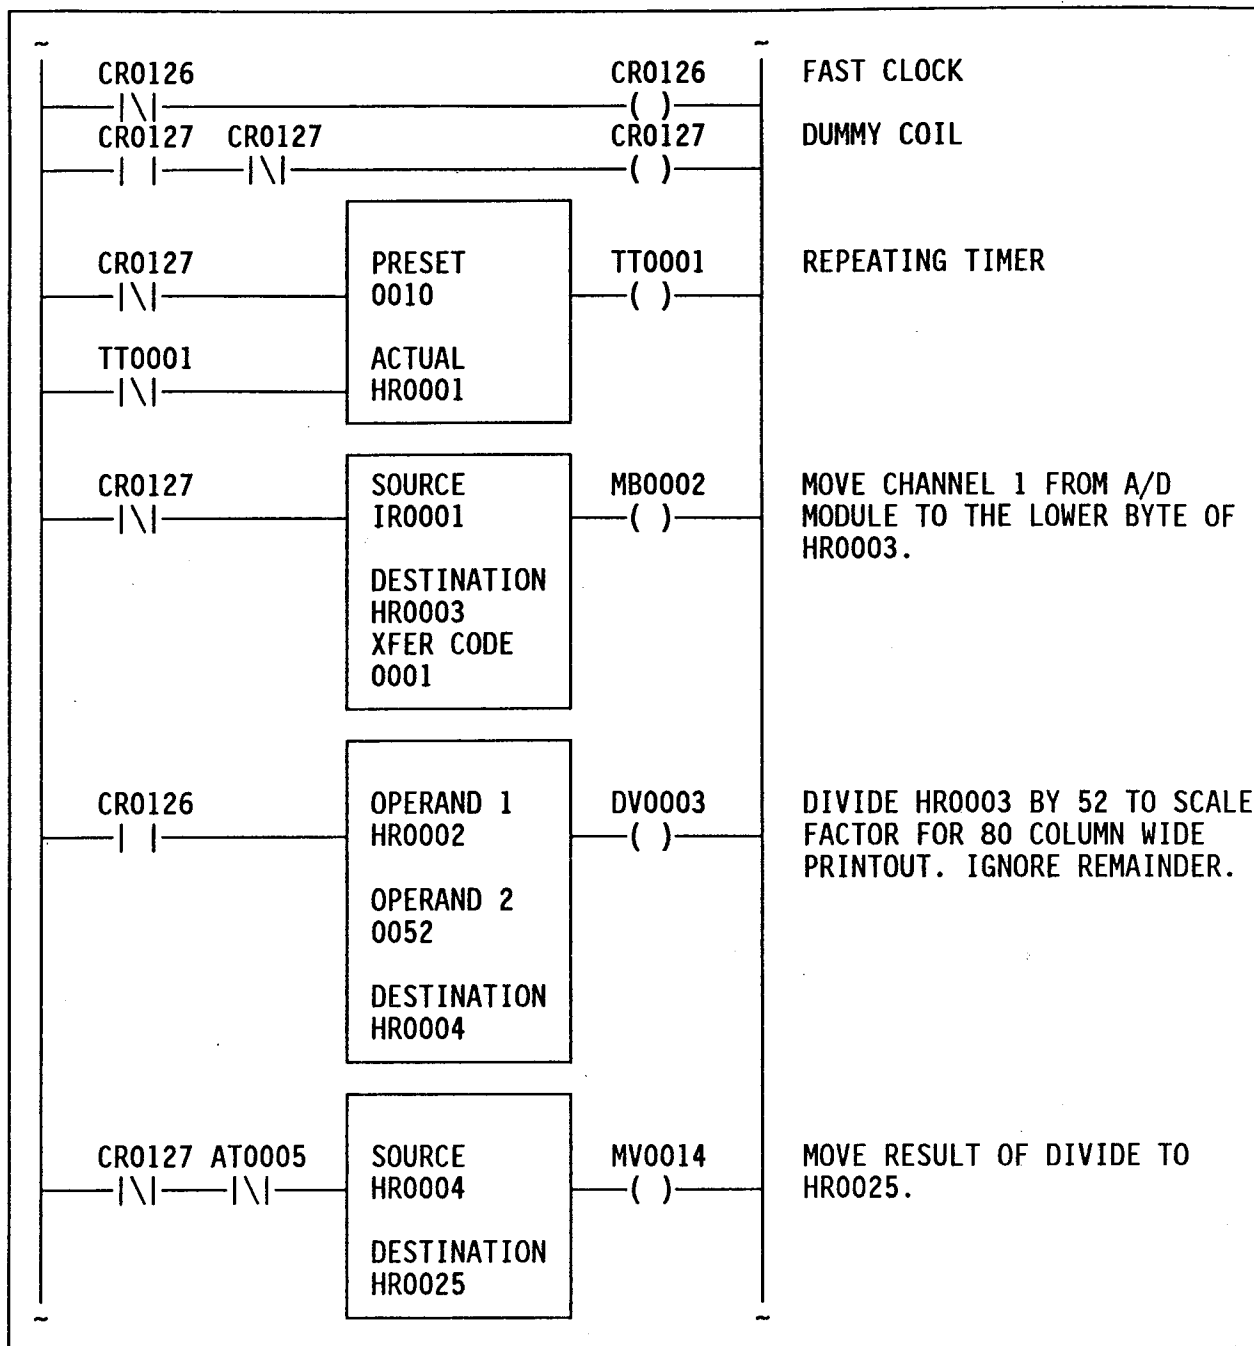 CR0126 CR0126 FAST CLOCK
CR0127 CR0127 CR0127 DUMMY COIL
CR0127 PRESET TT0001 REPEATING TIMER
0010
TT0001 ACTUAL
HR0001
CR0127 SOURCE MB0002 MOVE CHANNEL 1 FROM A/D
IR0001 MODULE TO THE LOWER BYTE OF
HR0003.
DESTINATION
HR0003
XFER CODE
0001
CR0126 OPERAND 1 DV0003 DIVIDE HR0003 BY 52 TO SCALE
HR0002 FACTOR FOR 80 COLUMN WIDE
PRINTOUT. IGNORE REMAINDER.
OPERAND 2
0052
DESTINATION
HR0004
CR0127 AT0005 SOURCE MV0014 MOVE RESULT OF DIVIDE TO
HR0004 HR0025.
DESTINATION
HR0025